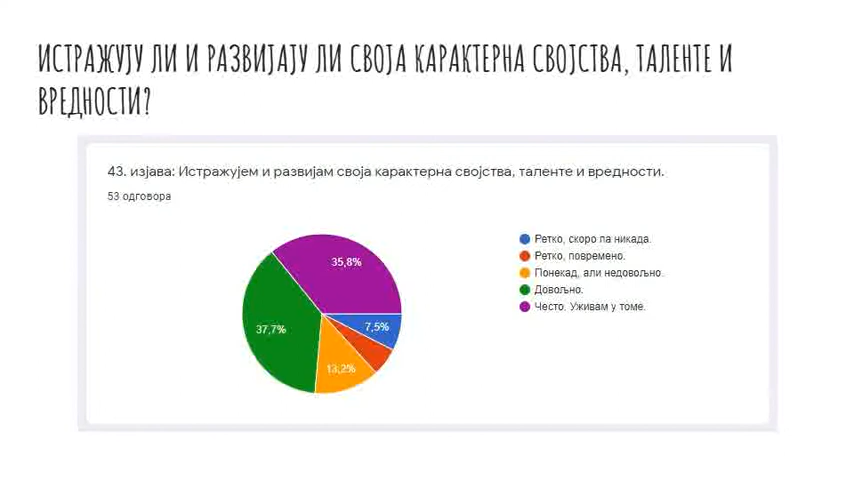 ИСТРАЖУЈУ ЛИ И РАЗВИЈАЈУ ЛИ СВОЈА КАРАКТЕРНА СВОЈСТВА, ТАЛЕНТЕ И
ВРЕДНОСТИ?
43. изјава: Истражујем и развијам своја карактерна својства, таленте и вредности.
53 одговора
35,8%
37,7%
7,5%
13,2%
Ретко, скоро па никада.
Ретко, повремено.
Понекад, али недовољно.
Довољно.
Често. Уживам у томе.